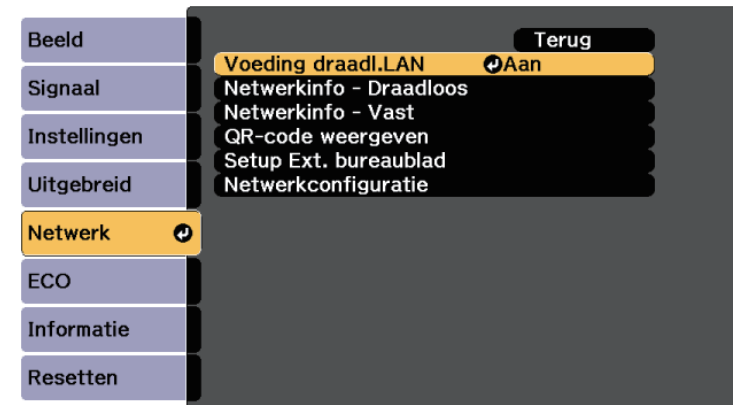 Beeld
Signaal
Instellingen
Uitgebreid
Netwerk
ECO
Informatie
Resetten
Terug
Voeding draadl.LAN Aan
Netwerkinfo - Draadloos
Netwerkinfo - Vast
QR-code weergeven
Setup Ext. bureaublad
Netwerkconfiguratie